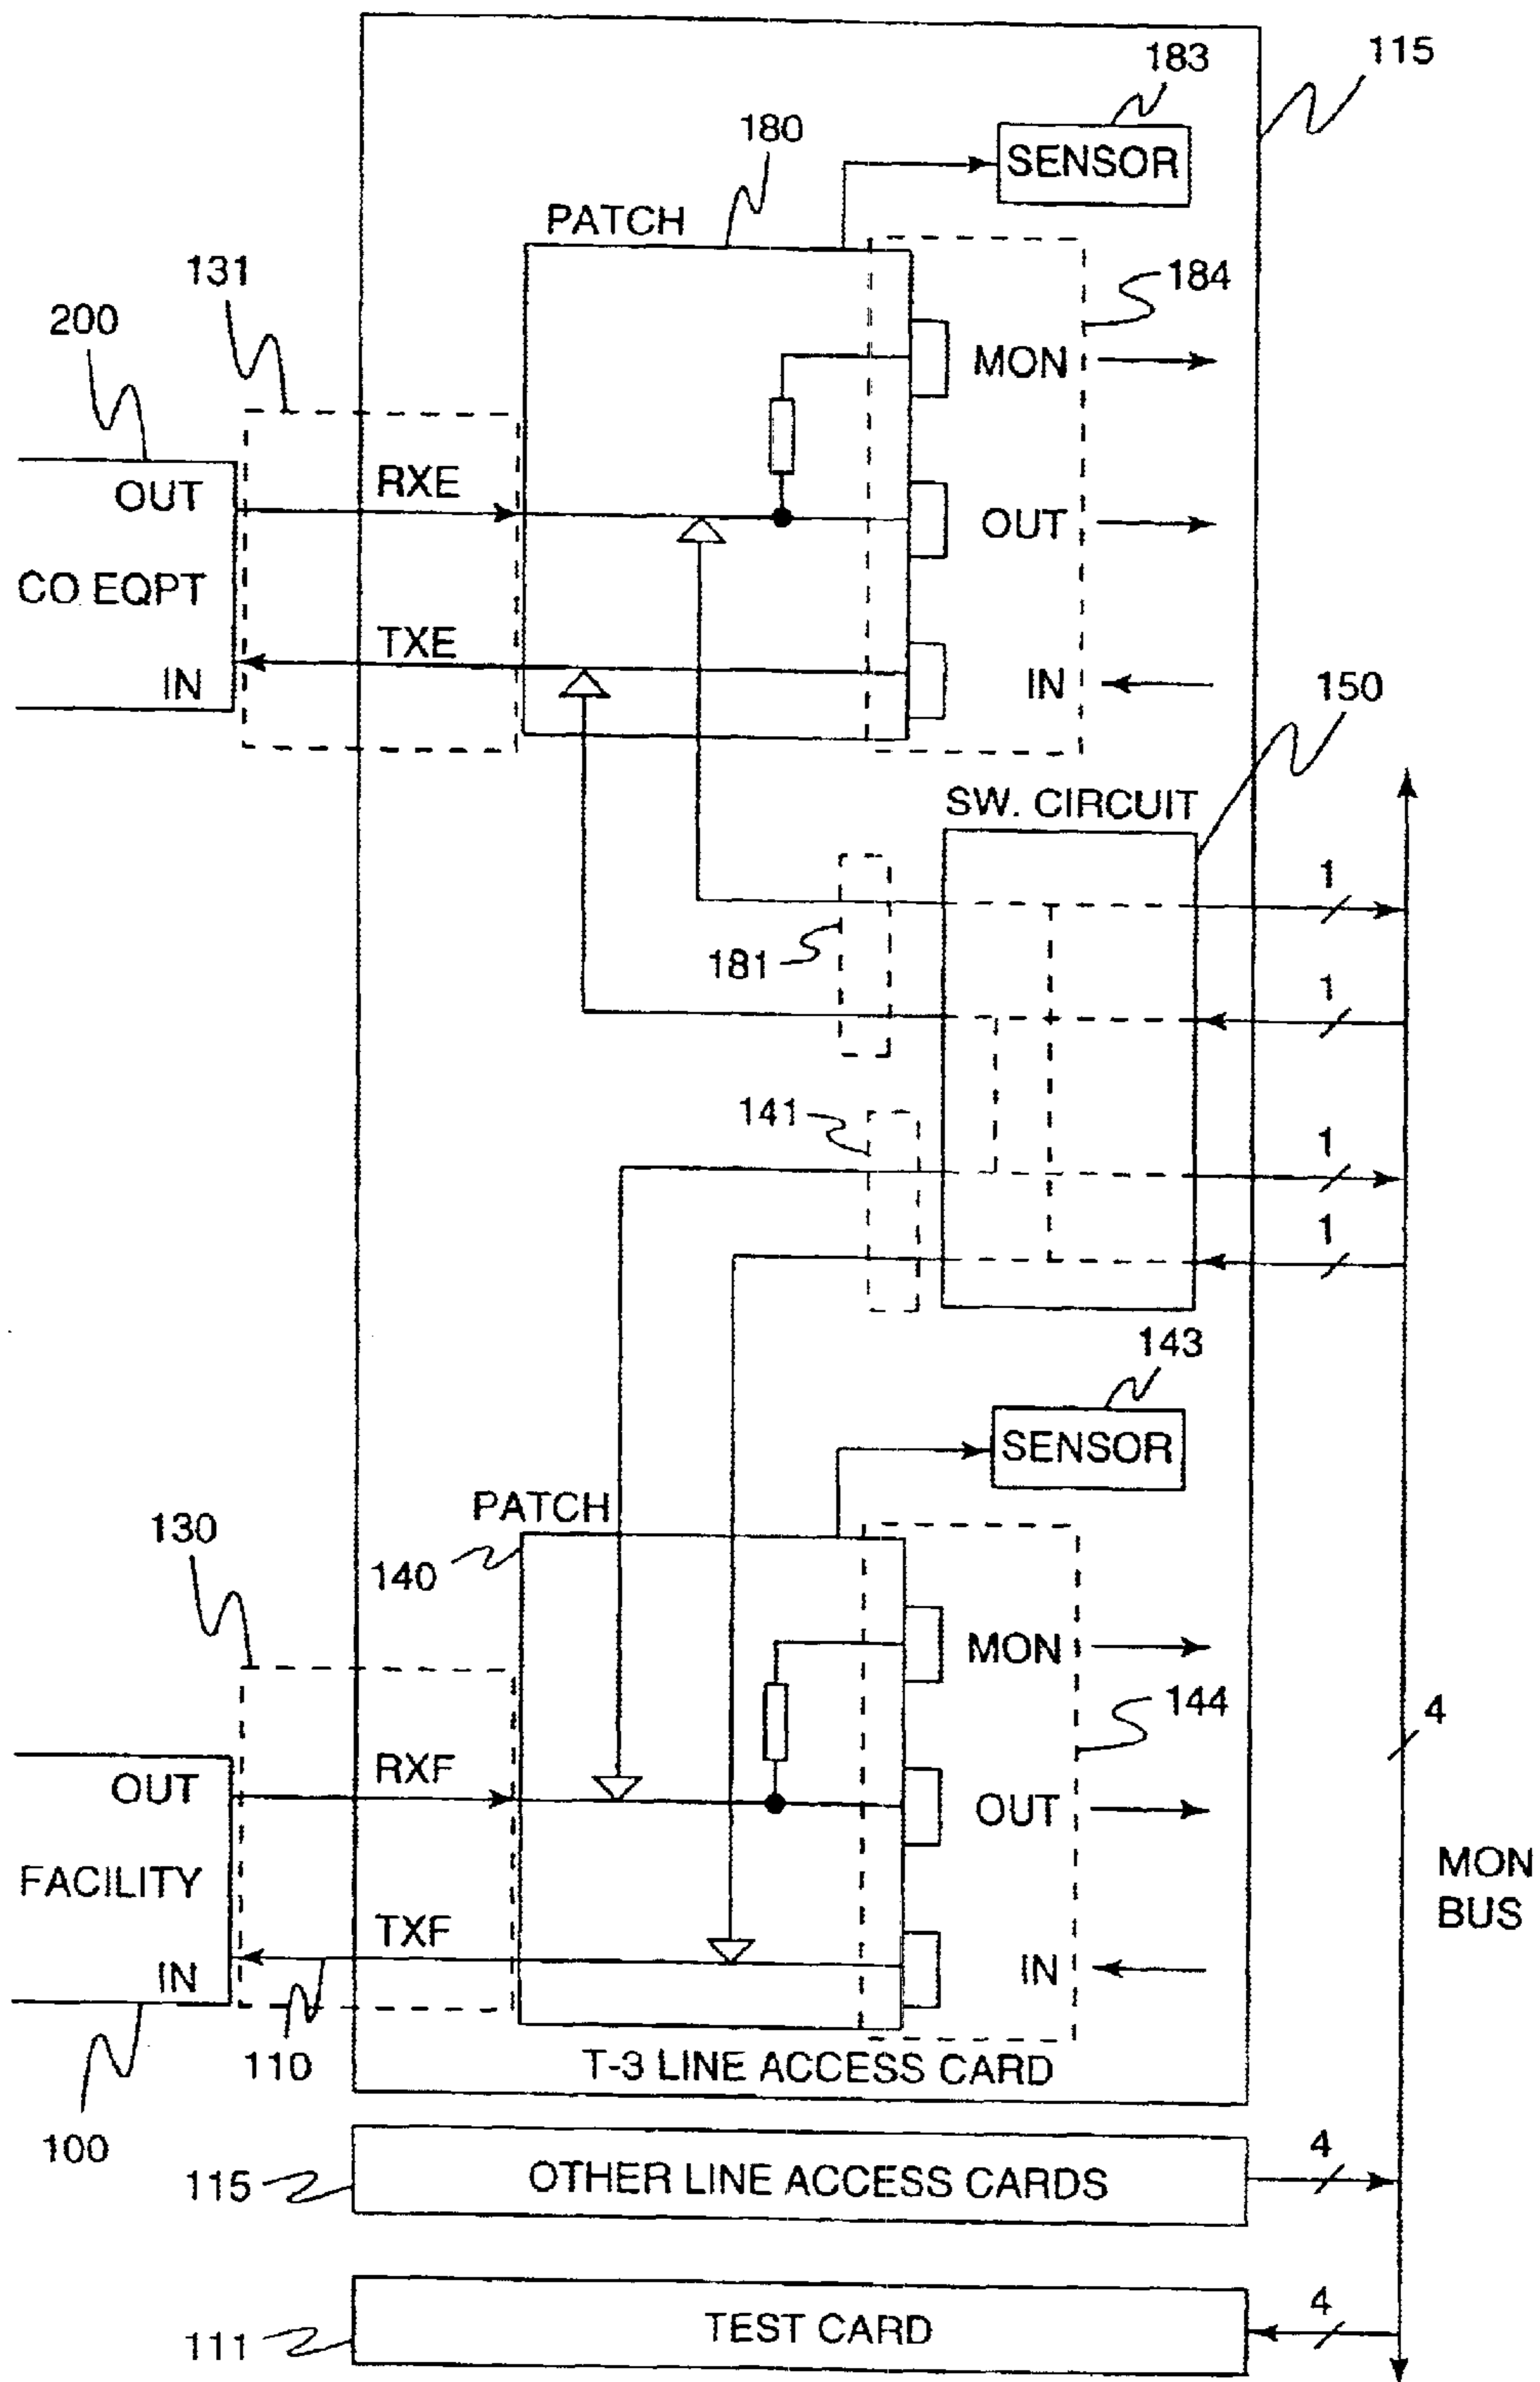 115
183
SENSOR
180
PATCH
131
184
200
MON
OUT
RXE
OUT
CO EQPT
TXE
IN
IN
150
SW. CIRCUIT
1
181
1
141
1
1
143
SENSOR
PATCH
130
140
MON
144
4
OUT
RXF
OUT
FACILITY
MON
BUS
TXF
IN
IN
110
T-3 LINE ACCESS CARD
100
4
115
OTHER LINE ACCESS CARDS
4
TEST CARD
111